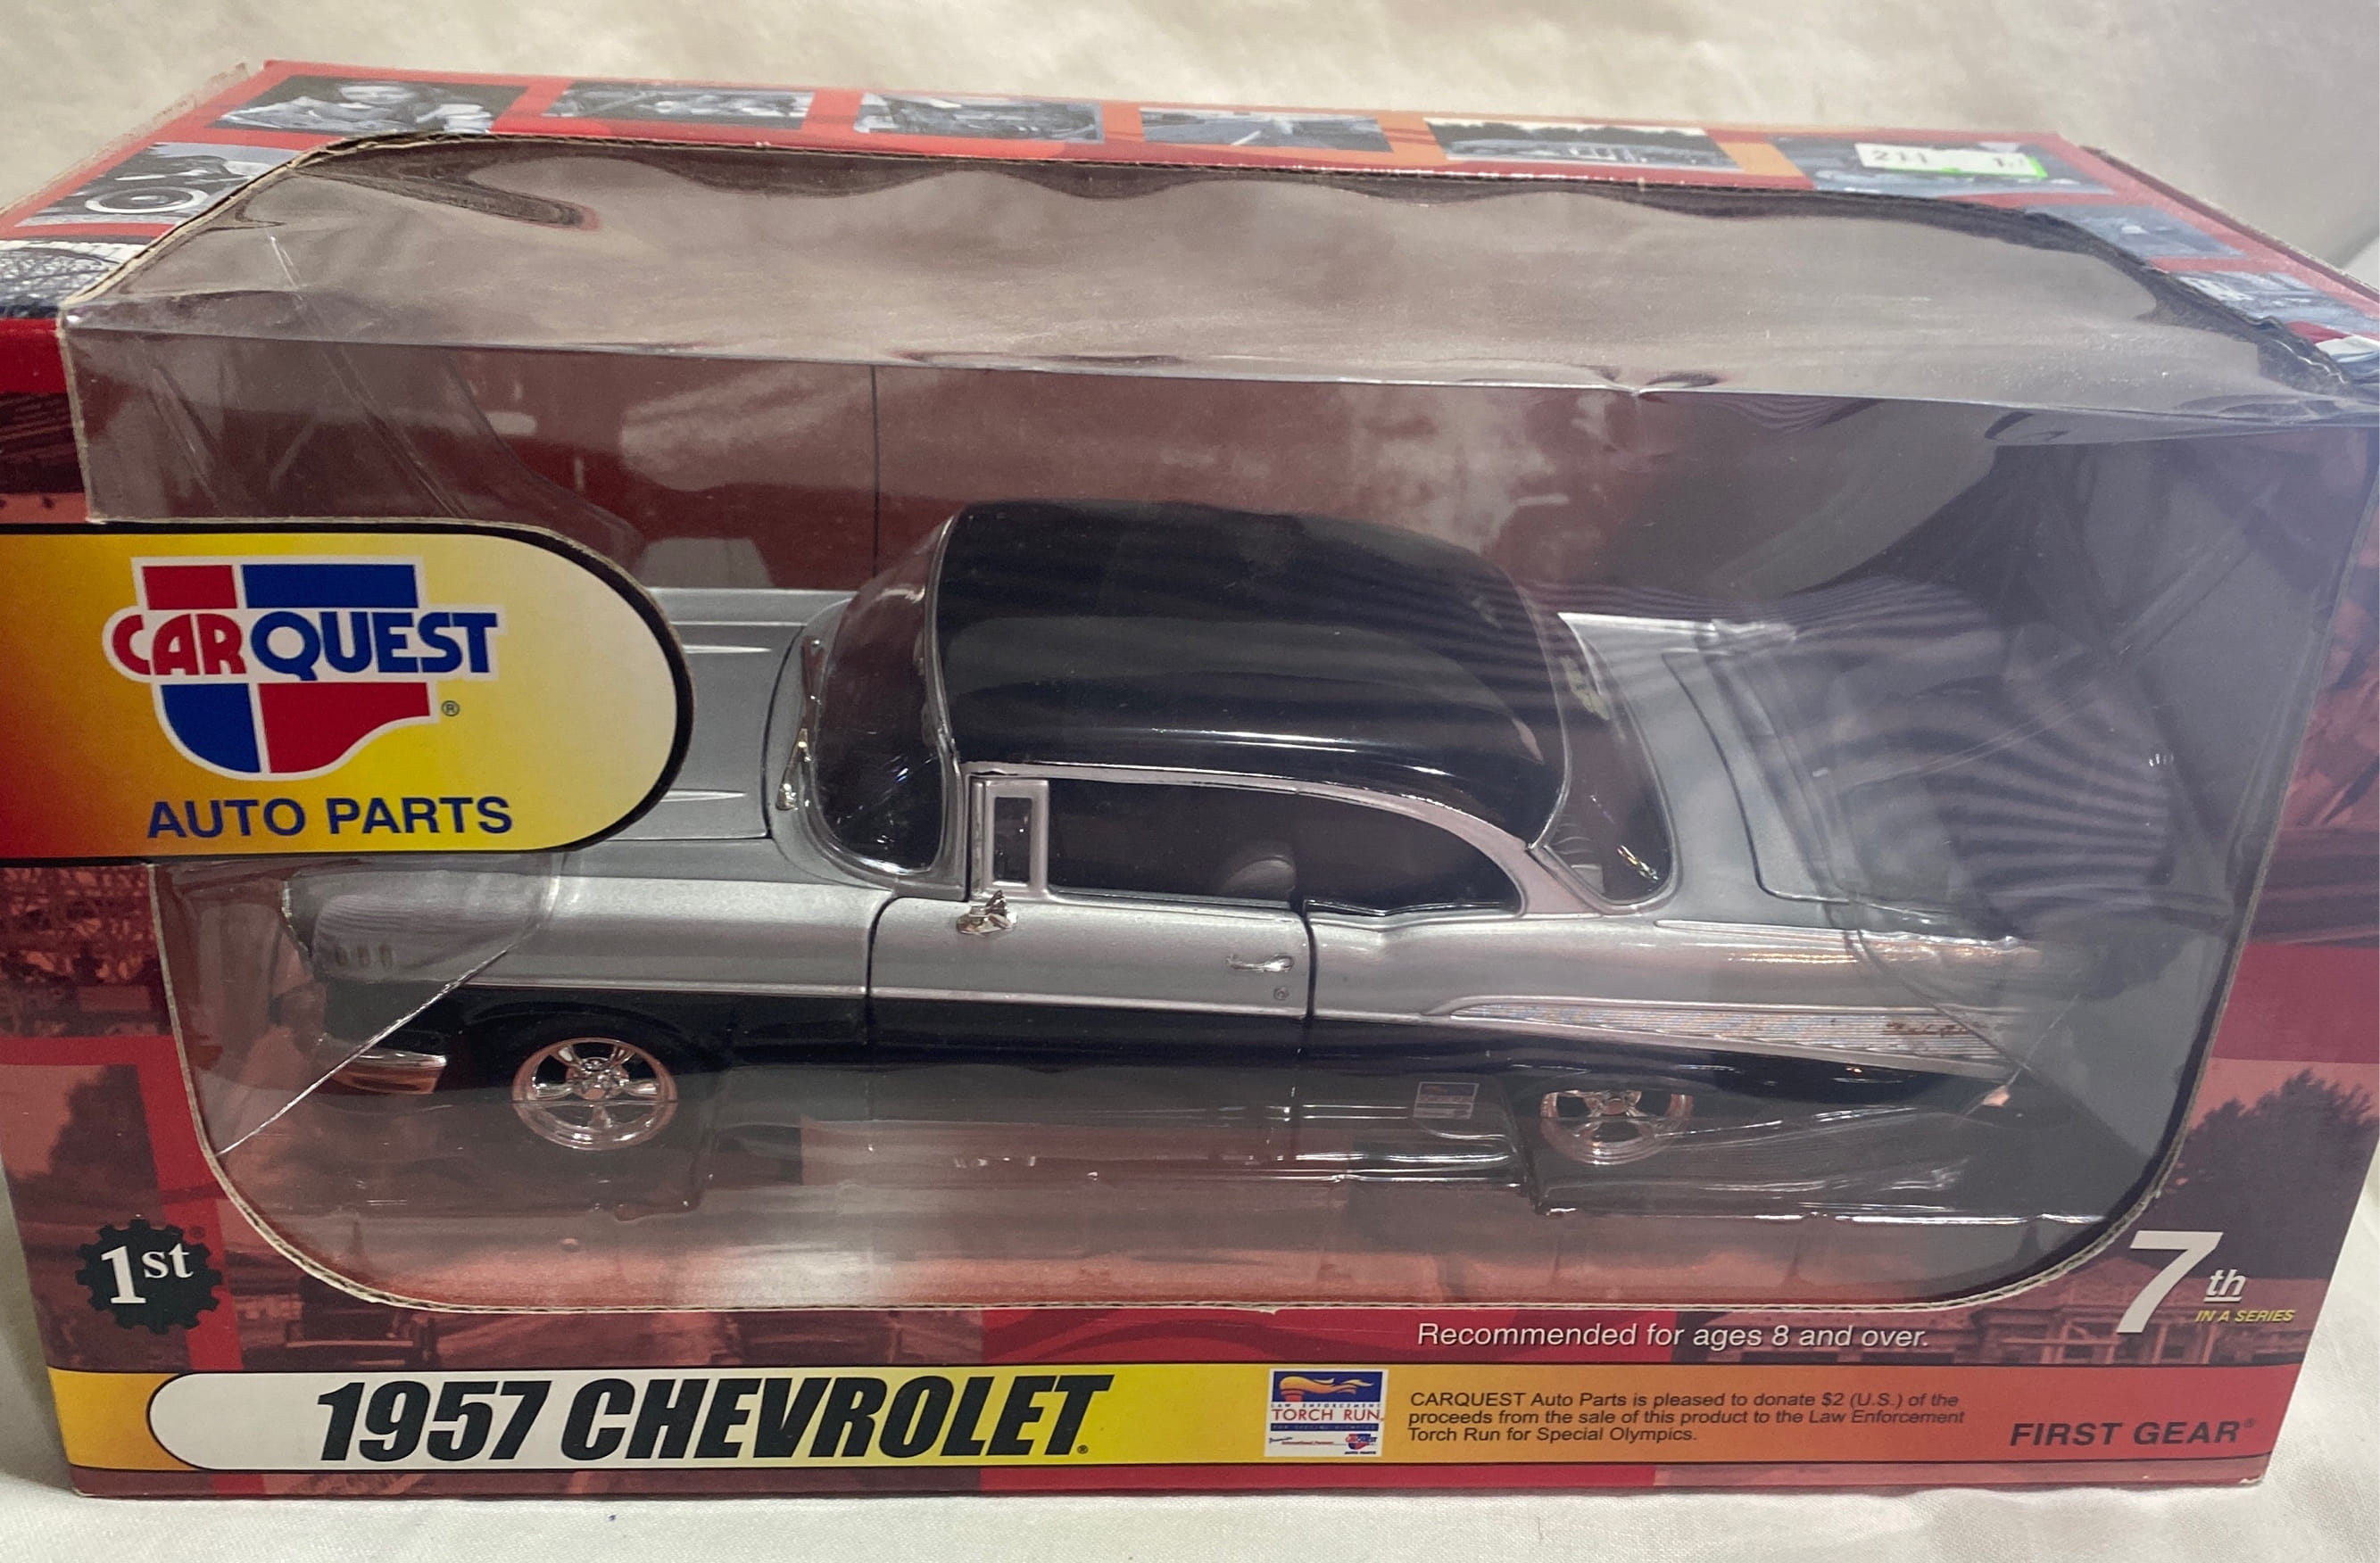 CARQUEST®
AUTO PARTS
1st
7th
IN A SERIES
Recommended for ages 8 and over.
1957 CHEVROLET®
LAW ENFORCEMENT
TORCH RUN
CARQUEST Auto Parts is pleased to donate $2 (U.S.) of the
proceeds from the sale of this product to the Law Enforcement
Torch Run for Special Olympics.
FIRST GEAR®